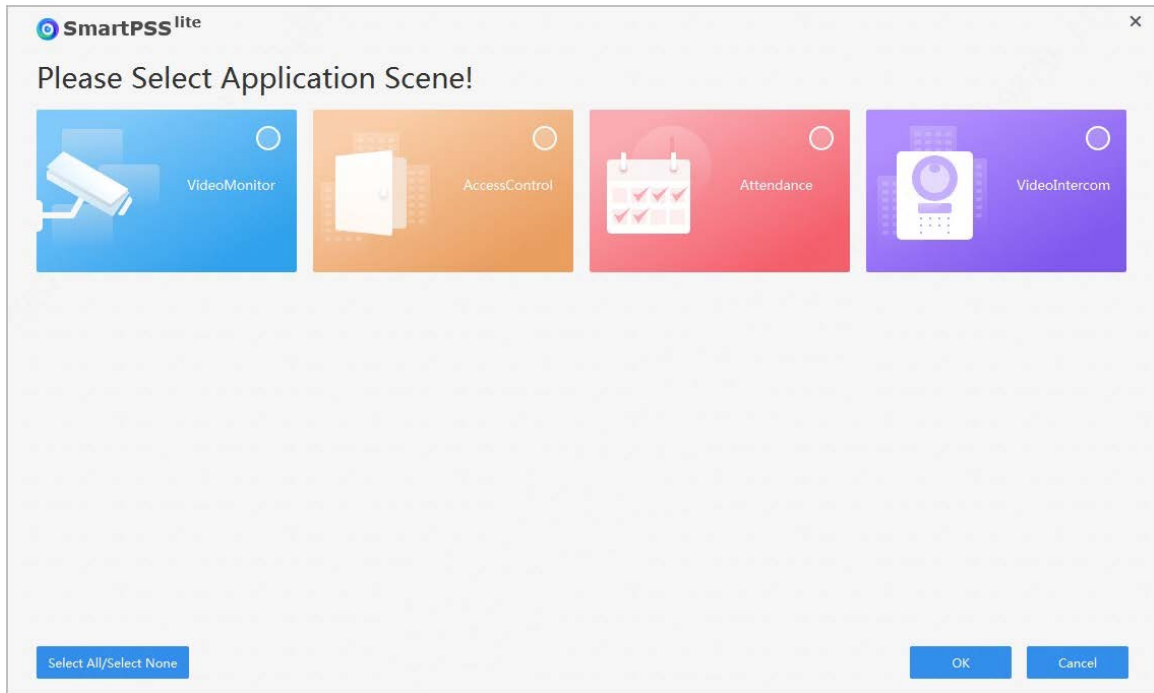 SmartPSS lite
Please Select Application Scene!
VideoMonitor
AccessControl
Attendance
VideoIntercom
Select All/Select None
OK
Cancel